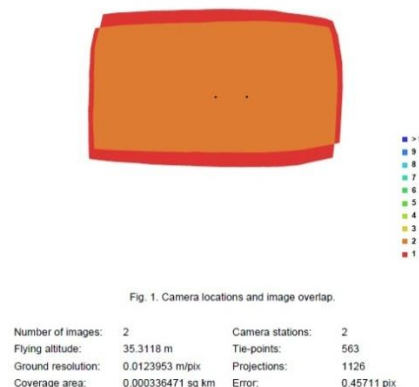 > 9
9
8
7
6
5
4
3
2
1
Fig. 1. Camera locations and image overlap.
Number of images: 2 Camera stations: 2
Flying altitude: 35.3118 m Tie-points: 563
Ground resolution: 0.0123953 m/pix Projections: 1126
Coverage area: 0.000336471 sq km Error: 0.45711 pix